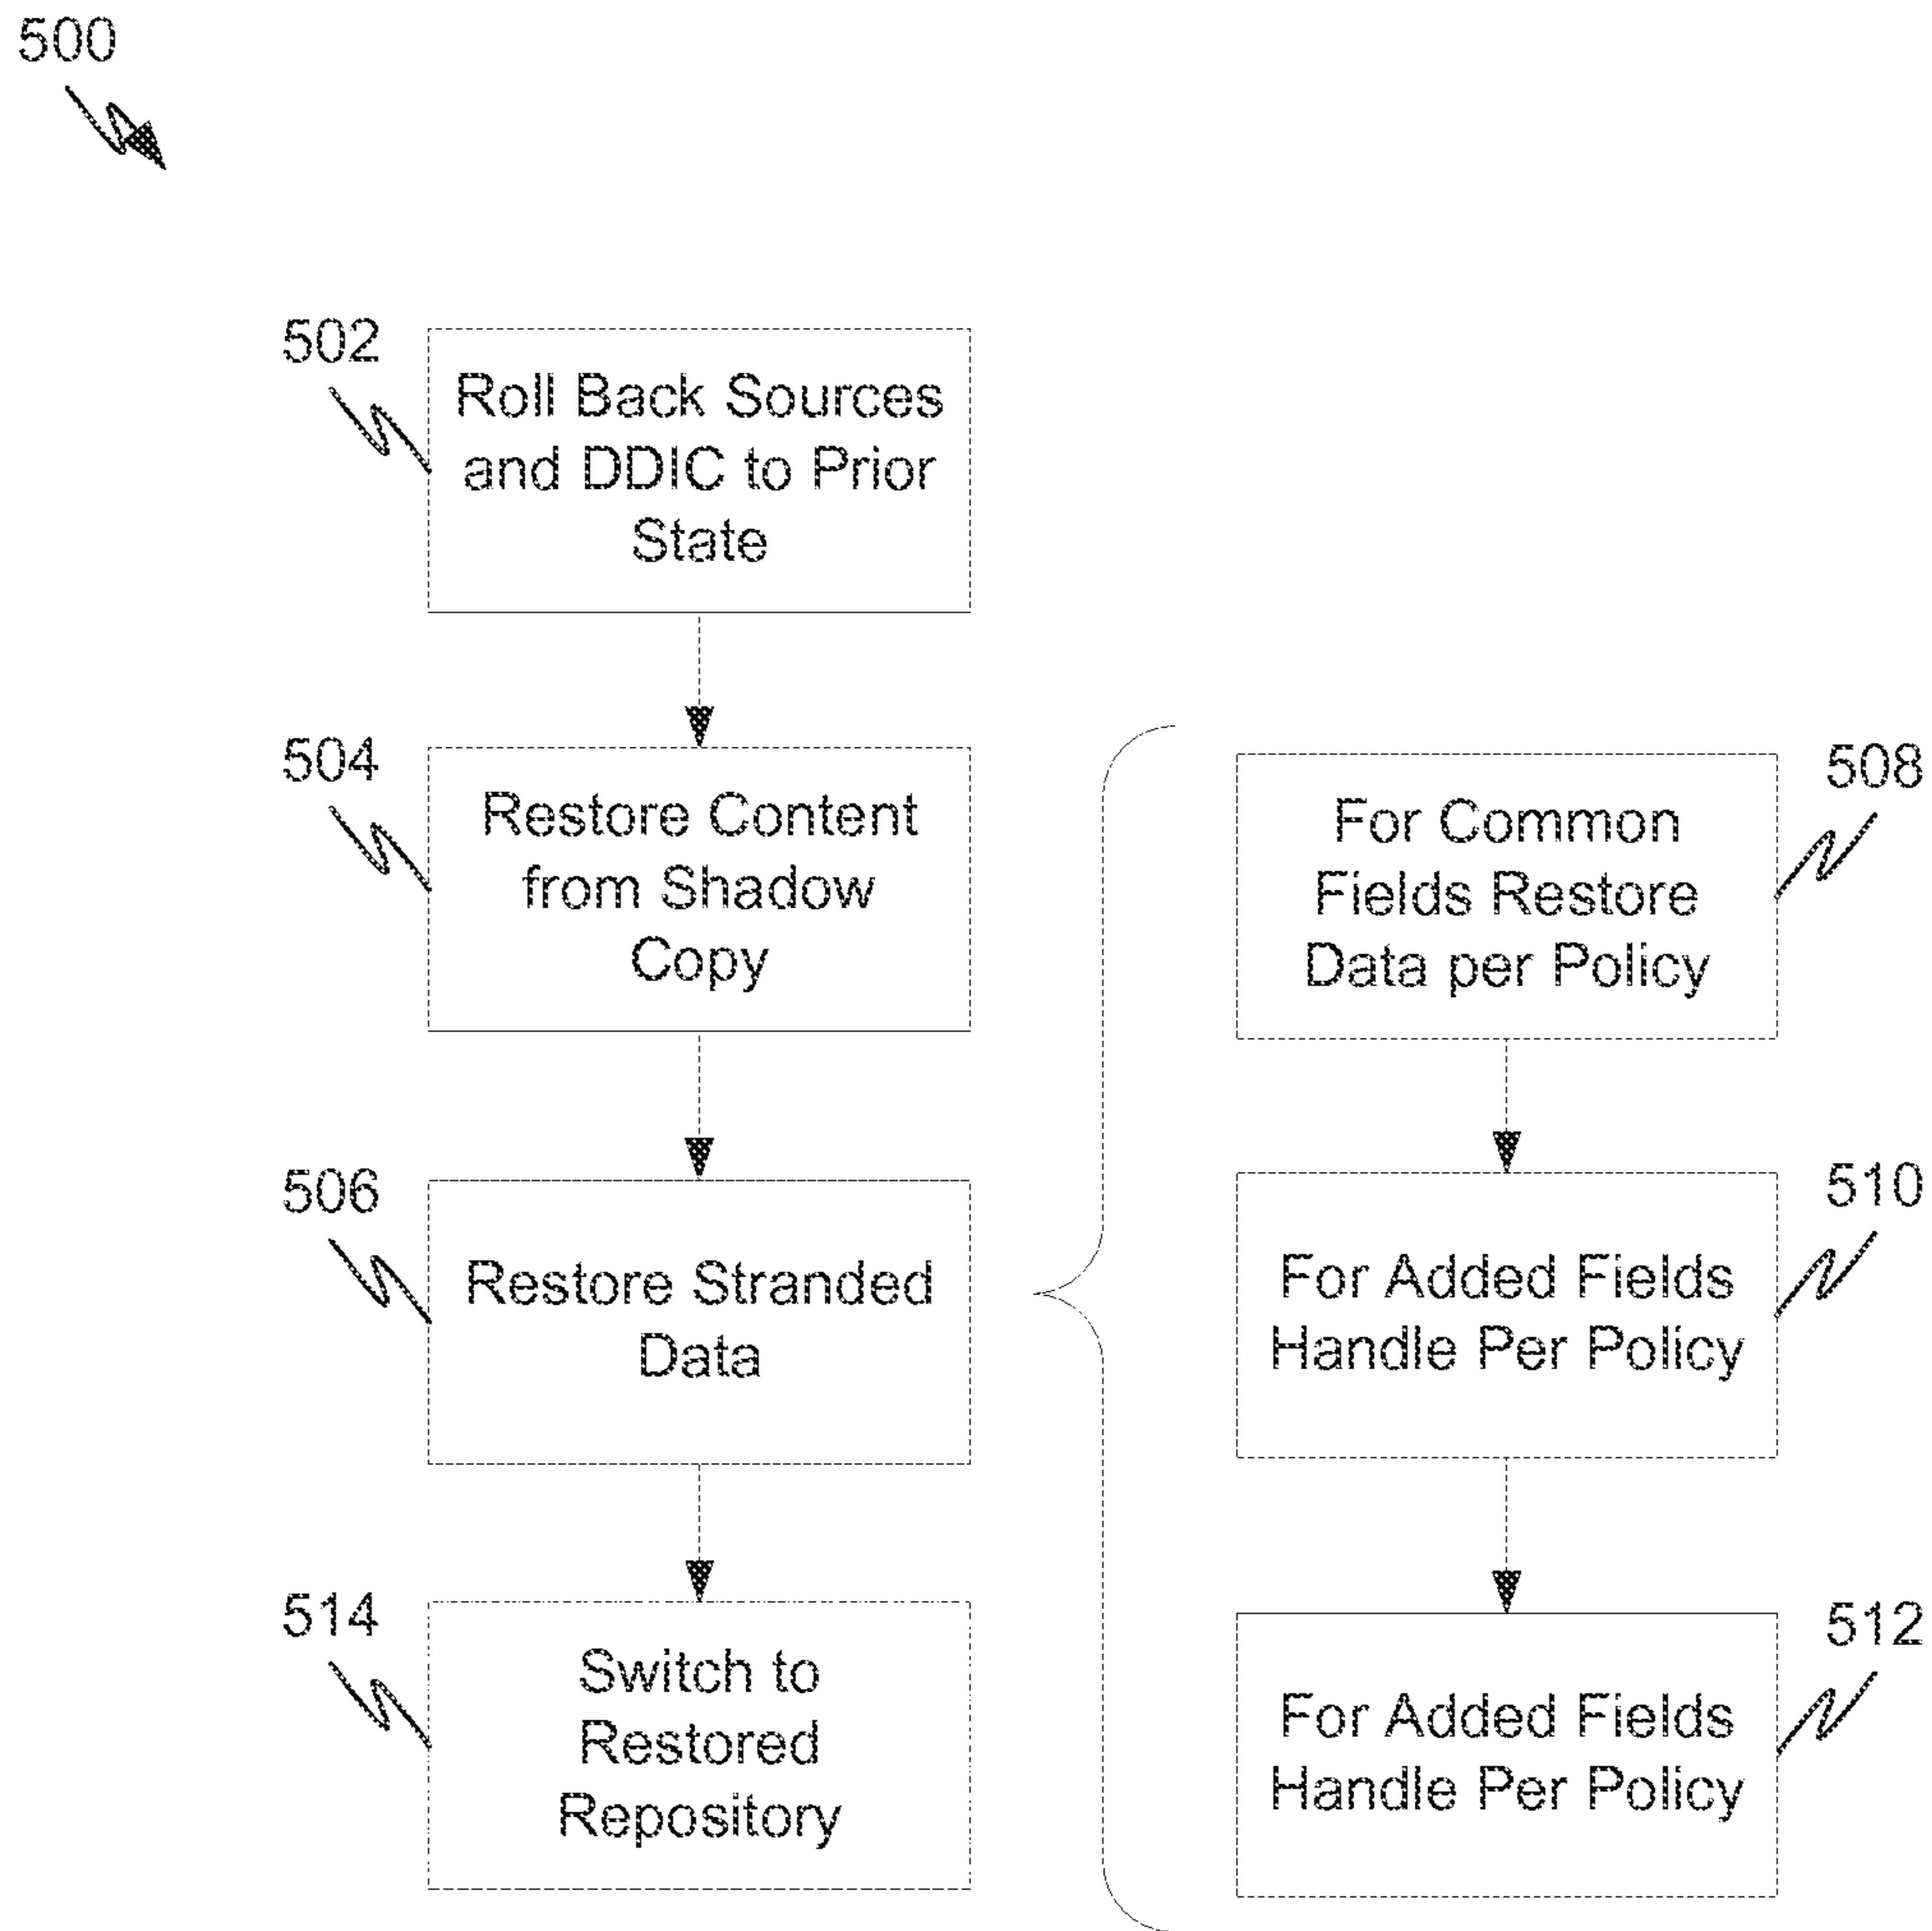 500
502
Roll Back Sources
and DDIC to Prior
State
504
Restore Content
from Shadow
Copy
506
Restore Stranded
Data
514
Switch to
Restored
Repository
508
For Common
Fields Restore
Data per Policy
510
For Added Fields
Handle Per Policy
512
For Added Fields
Handle Per Policy